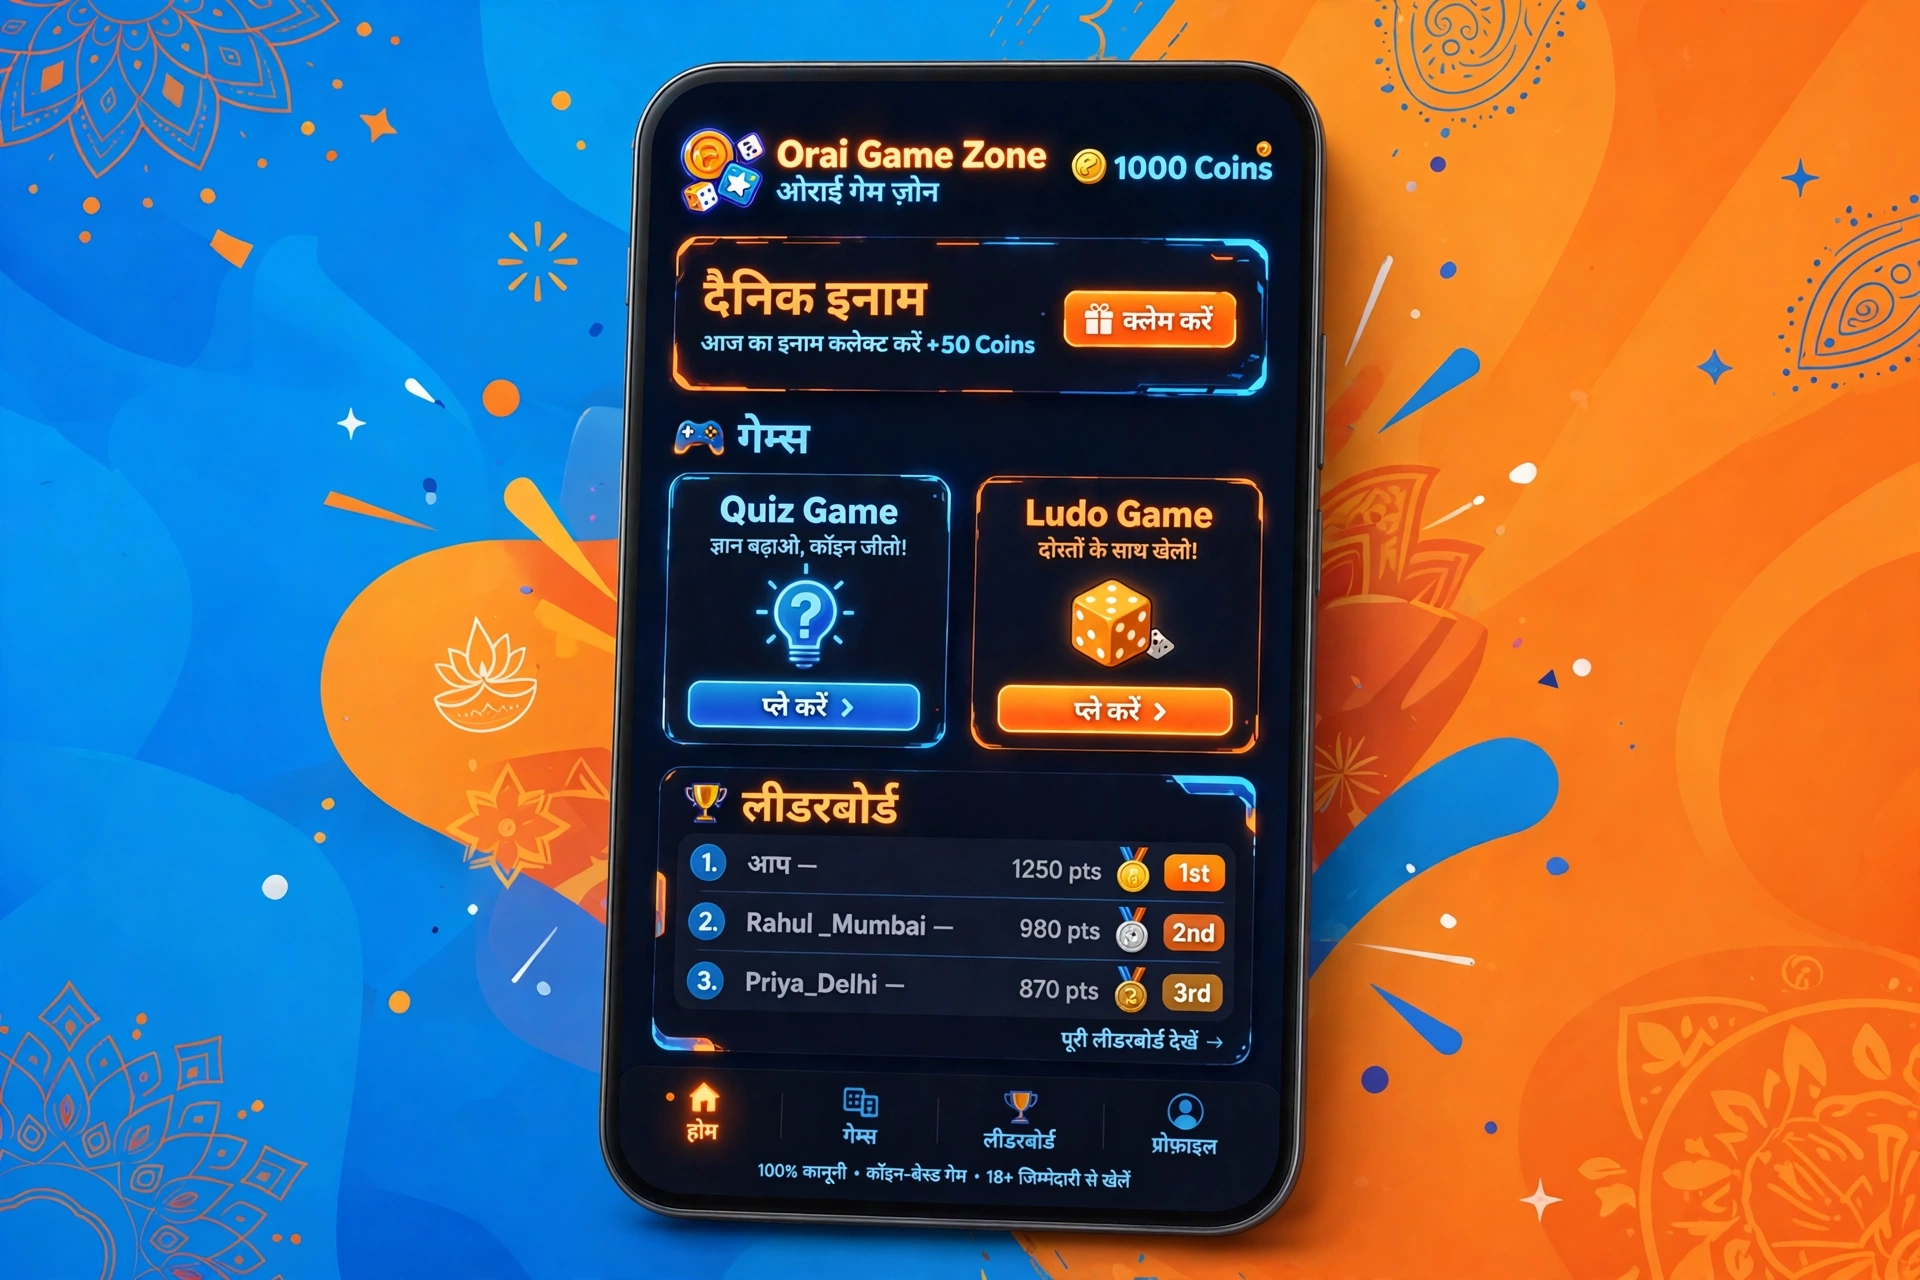 Orai Game Zone
ओराई गेम ज़ोन
1000 Coins
दैनिक इनाम
आज का इनाम कलेक्ट करें +50 Coins
क्लेम करें
गेम्स
Quiz Game
ज्ञान बढ़ाओ, कॉइन जीतो!
?
प्ले करें >
Ludo Game
दोस्तों के साथ खेलो!
प्ले करें >
लीडरबोर्ड
1. आप — 1250 pts 1st
2. Rahul_Mumbai — 980 pts 2nd
3. Priya_Delhi — 870 pts 2 3rd
पूरी लीडरबोर्ड देखें →
होम
गेम्स
लीडरबोर्ड
प्रोफ़ाइल
100% कानूनी • कॉइन-बेस्ड गेम • 18+ जिम्मेदारी से खेलें